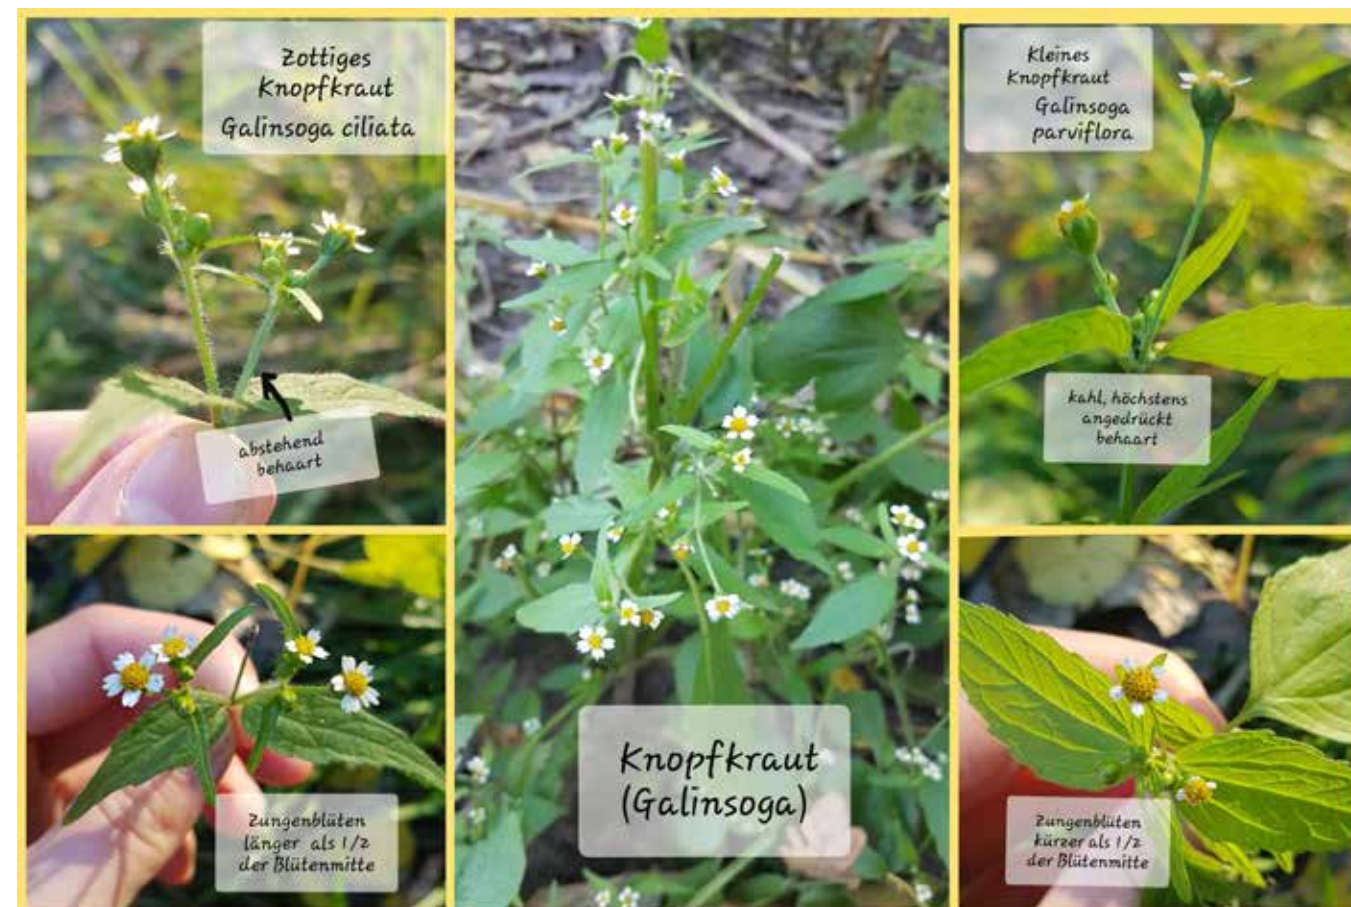 Zottiges
Knopfkraut
Galinsoga ciliata
abstehend
behaart
Zungenblüten
länger als 1/2
der Blütenmitte
Knopfkraut
(Galinsoga)
Kleines
Knopfkraut
Galinsoga
parviflora
kahl, höchstens
angedrückt
behaart
Zungenblüten
kürzer als 1/2
der Blütenmitte